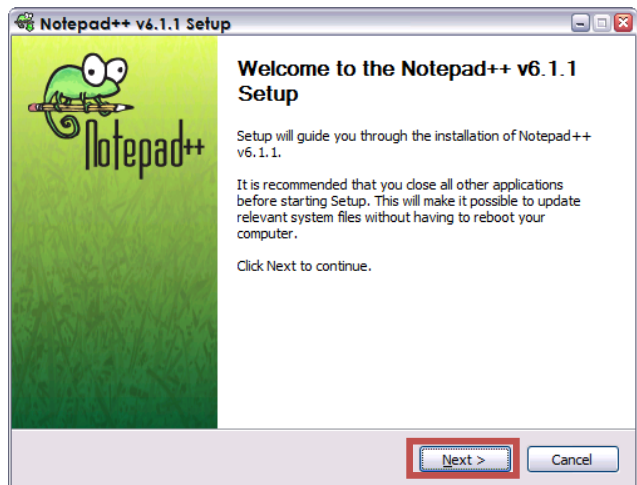 Notepad++ v6.1.1 Setup
Notepad++
Welcome to the Notepad++ v6.1.1
Setup
Setup will guide you through the installation of Notepad++
v6.1.1.
It is recommended that you close all other applications
before starting Setup. This will make it possible to update
relevant system files without having to reboot your
computer.
Click Next to continue.
Next >
Cancel